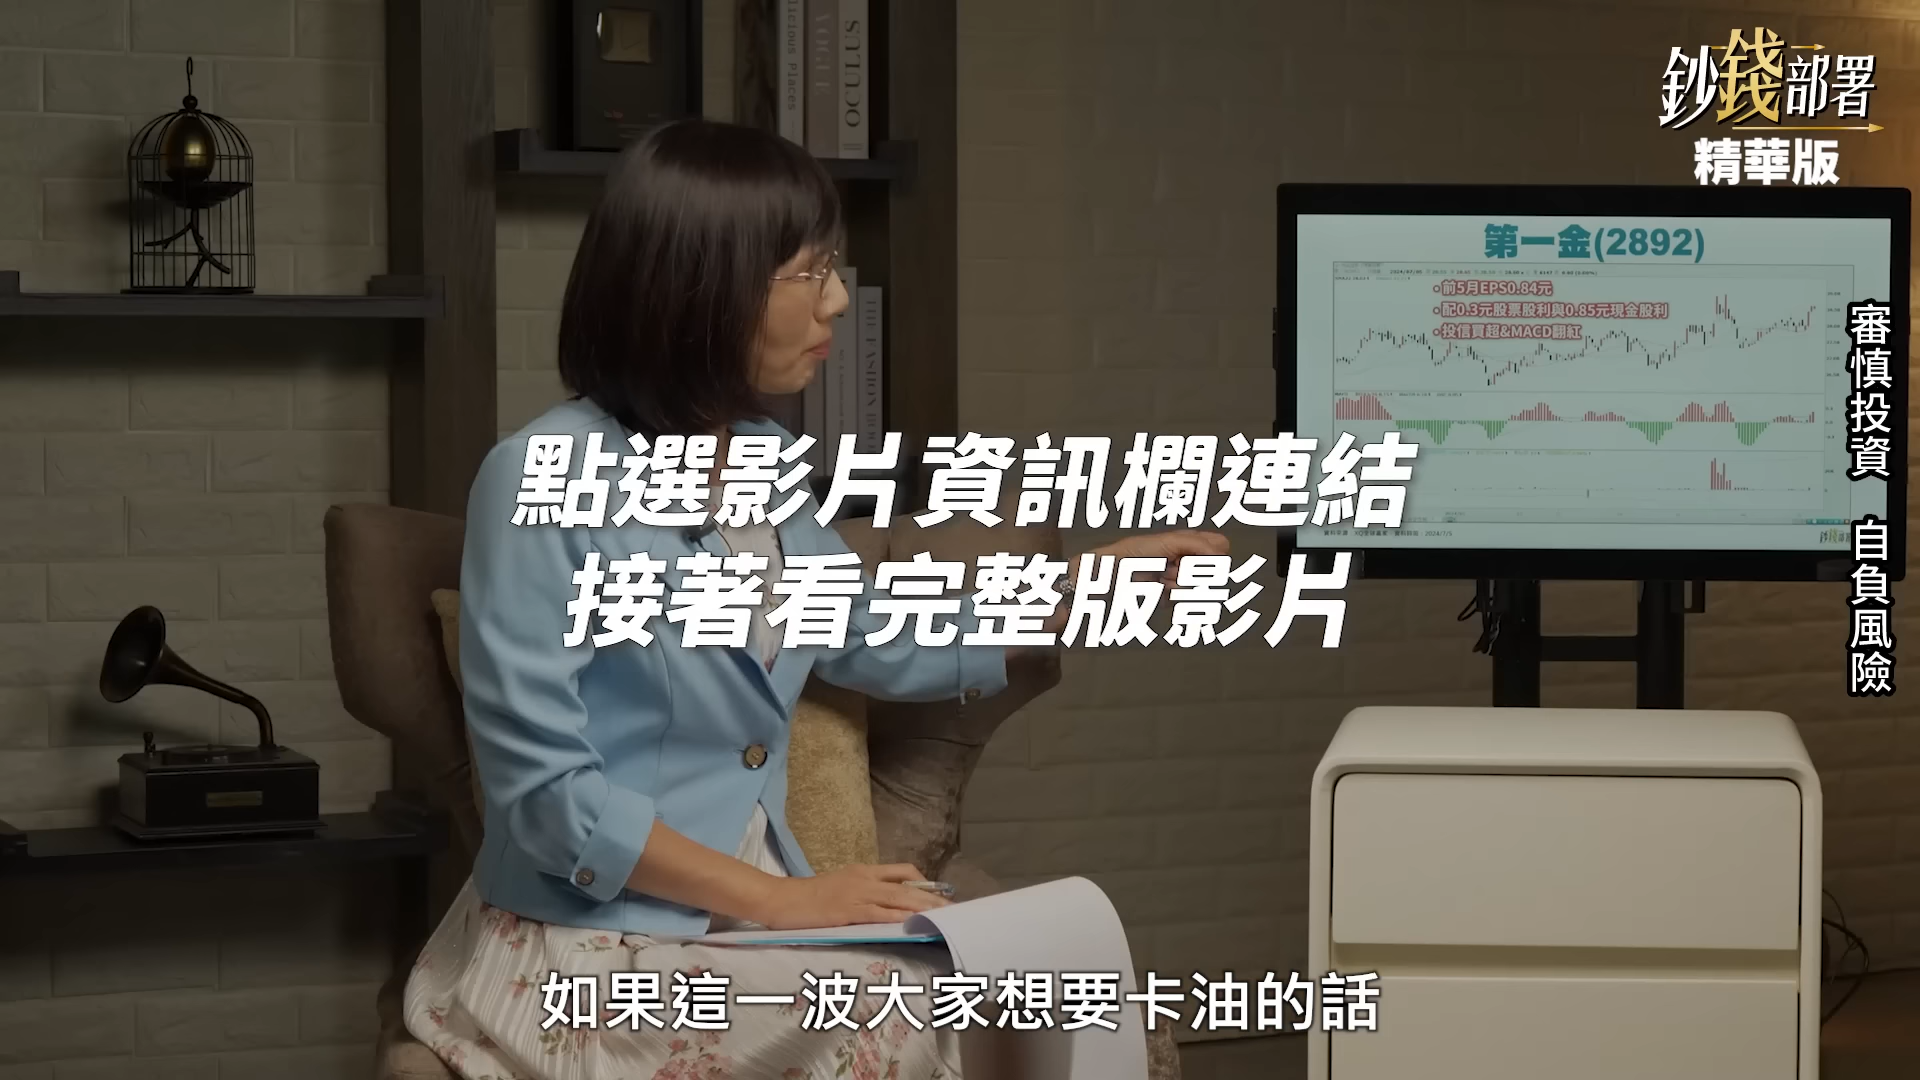 鈔錢部署
精華版
licious Places
VOGUE
OCULUS
第一金(2892)
•前5月EPS0.84元
•配0.3元股票股利與0.85元現金股利
•投信買超&MACD翻紅
審慎投資 自負風險
點選影片資訊欄連結
接著看完整版影片
如果這一波大家想要卡油的話